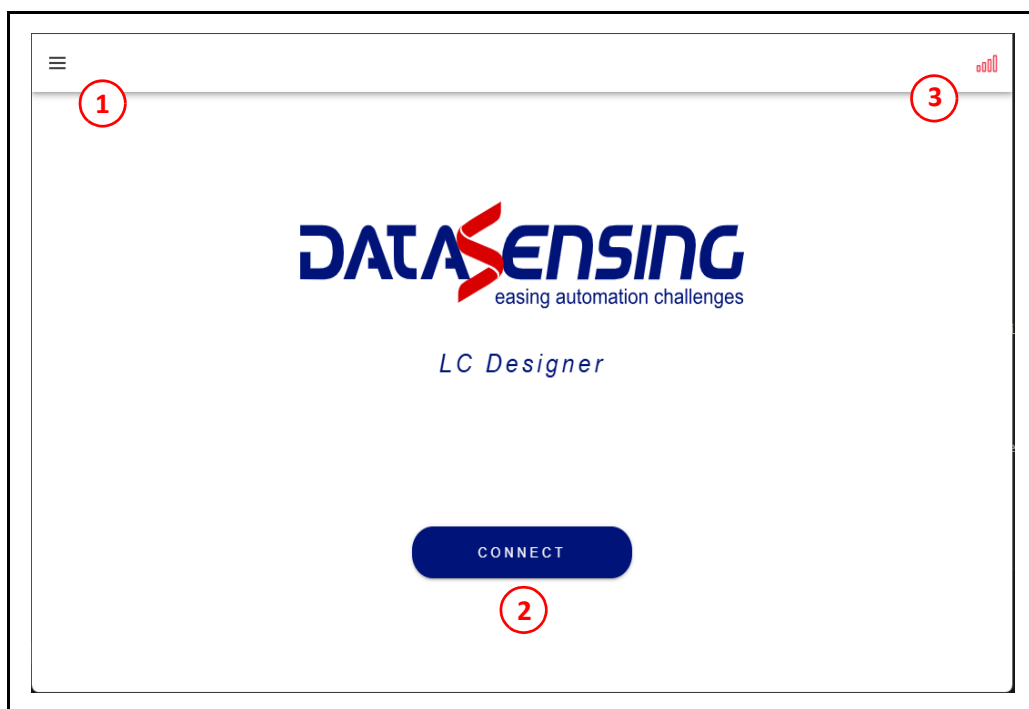 1
3
DATASENSING
easing automation challenges
LC Designer
CONNECT
2